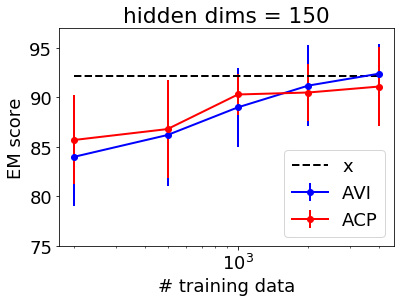 hidden dims = 150
EM score
95
90
85
80
75
x
AVI
ACP
10³
# training data